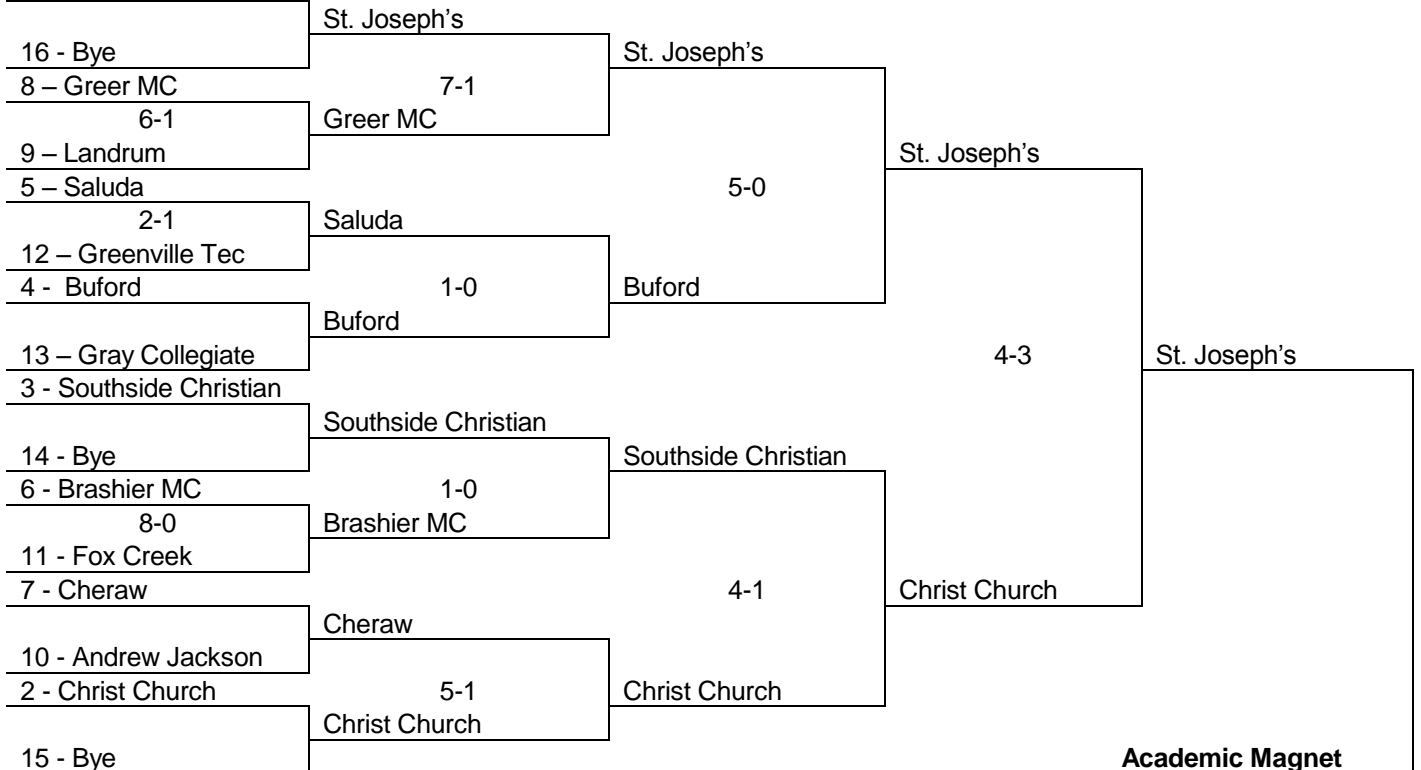 St. Joseph’s
16 - Bye
St. Joseph’s
8 – Greer MC
7-1
6-1
Greer MC
9 – Landrum
St. Joseph’s
5 – Saluda
5-0
2-1
Saluda
12 – Greenville Tec
4 -  Buford
1-0
Buford
Buford
13 – Gray Collegiate
4-3
St. Joseph’s
3 - Southside Christian
Southside Christian
14 - Bye
Southside Christian
6 - Brashier MC
1-0
8-0
Brashier MC
11 - Fox Creek
7 - Cheraw
4-1
Christ Church
Cheraw
10 - Andrew Jackson
2 - Christ Church
5-1
Christ Church
Christ Church
15 - Bye
Academic Magnet